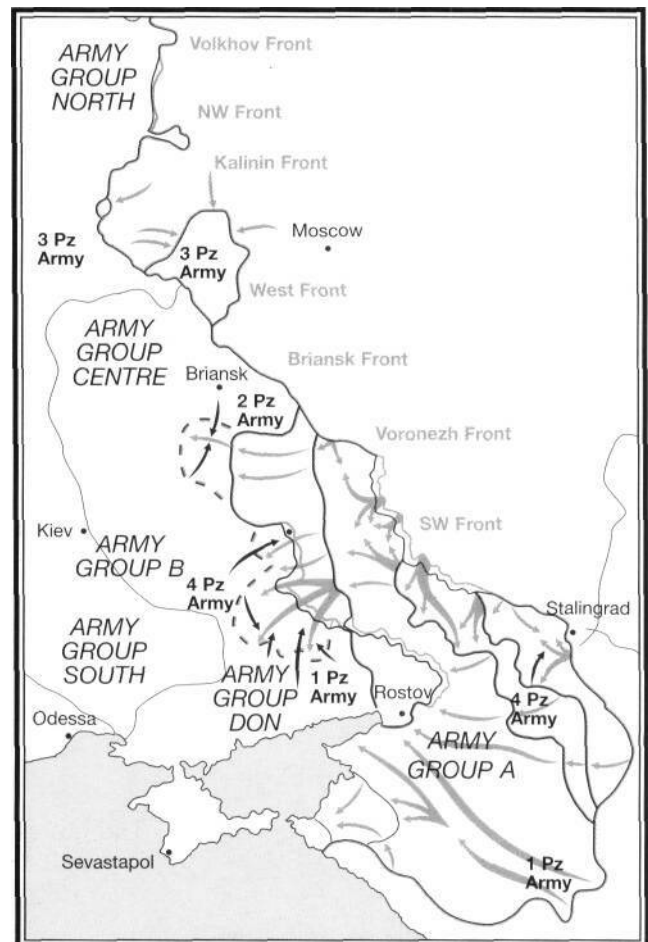 Volkhov Front
ARMY
GROUP
NORTH
NW Front
Kalinin Front
3 Pz
Army
3 Pz
Army
Moscow
West Front
ARMY
GROUP
CENTRE
Briansk Front
Briansk
2 Pz
Army
Voronezh Front
SW Front
Kiev
ARMY
GROUP B
4 Pz
Army
Stalingrad
ARMY
GROUP
SOUTH
ARMY
GROUP
DON
1 Pz
Army
Rostov
4 Pz
Army
Odessa
ARMY
GROUP A
Sevastapol
1 Pz
Army